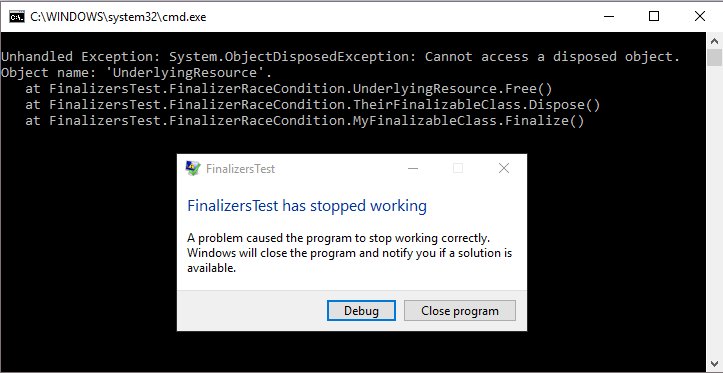 C:\WINDOWS\system32\cmd.exe
Unhandled Exception: System.ObjectDisposedException: Cannot access a disposed object.
Object name: 'UnderlyingResource'.
   at FinalizersTest.FinalizerRaceCondition.UnderlyingResource.Free()
   at FinalizersTest.FinalizerRaceCondition.TheirFinalizableClass.Dispose()
   at FinalizersTest.FinalizerRaceCondition.MyFinalizableClass.Finalize()
FinalizersTest
FinalizersTest has stopped working
A problem caused the program to stop working correctly.
Windows will close the program and notify you if a solution is
available.
Debug
Close program